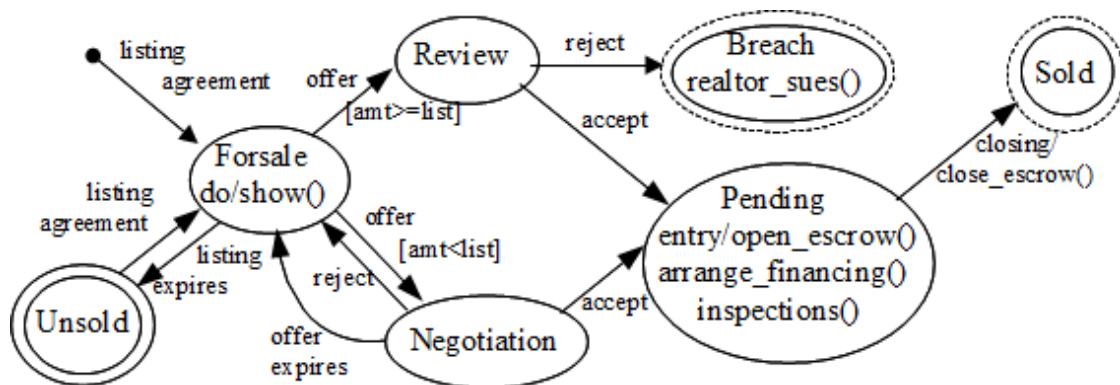 listing
agreement
offer
[amt>=list]
Review
reject
Breach
realtor_sues()
Sold
accept
closing/
close_escrow()
Forsale
do/show()
listing
agreement
listing
expires
offer
[amt<list]
reject
Pending
entry/open_escrow()
arrange_financing()
inspections()
accept
Unsold
offer
expires
Negotiation